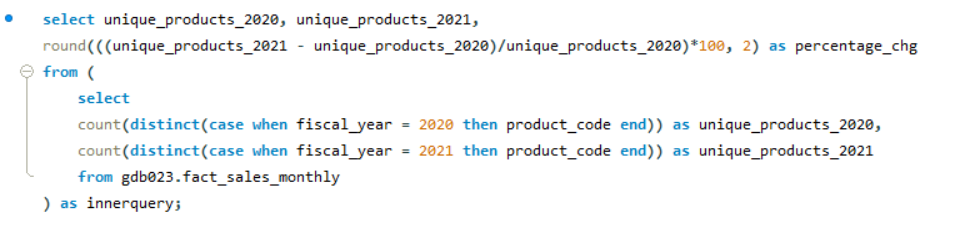 select unique_products_2020, unique_products_2021,
round(((unique_products_2021 - unique_products_2020)/unique_products_2020)*100, 2) as percentage_chg
from (
select
count(distinct(case when fiscal_year = 2020 then product_code end)) as unique_products_2020,
count(distinct(case when fiscal_year = 2021 then product_code end)) as unique_products_2021
from gdb023.fact_sales_monthly
) as innerquery;